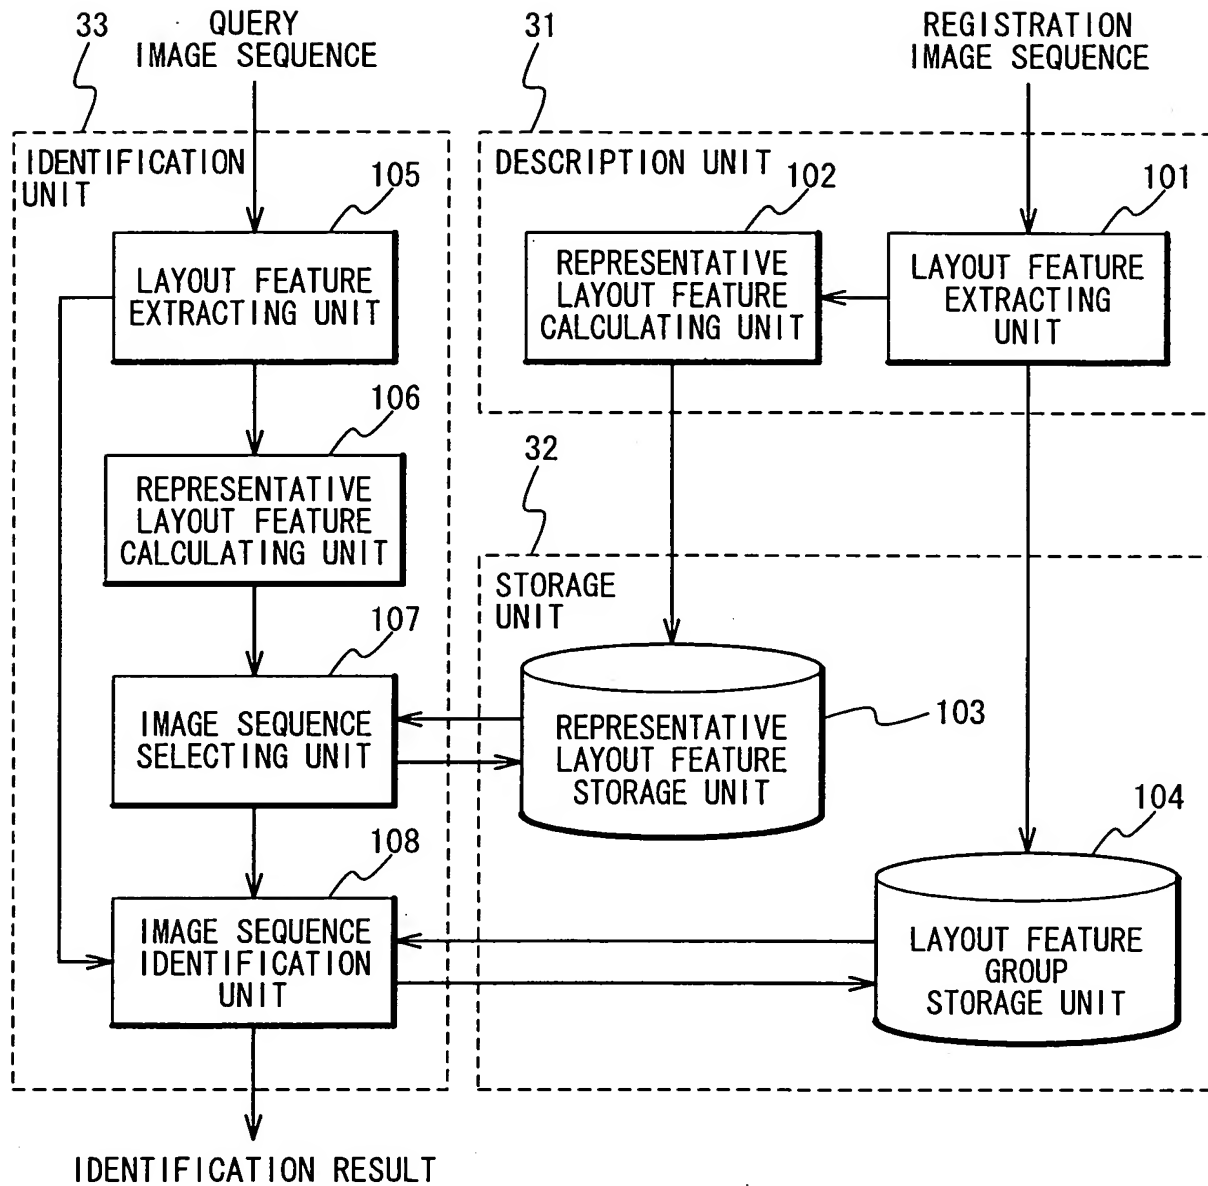 33
QUERY
IMAGE SEQUENCE
31
REGISTRATION
IMAGE SEQUENCE
IDENTIFICATION
UNIT
105
LAYOUT FEATURE
EXTRACTING UNIT
106
REPRESENTATIVE
LAYOUT FEATURE
CALCULATING UNIT
107
IMAGE SEQUENCE
SELECTING UNIT
108
IMAGE SEQUENCE
IDENTIFICATION
UNIT
IDENTIFICATION RESULT
DESCRIPTION UNIT
102
REPRESENTATIVE
LAYOUT FEATURE
CALCULATING UNIT
101
LAYOUT FEATURE
EXTRACTING
UNIT
32
STORAGE
UNIT
REPRESENTATIVE
LAYOUT FEATURE
STORAGE UNIT
103
104
LAYOUT FEATURE
GROUP
STORAGE UNIT